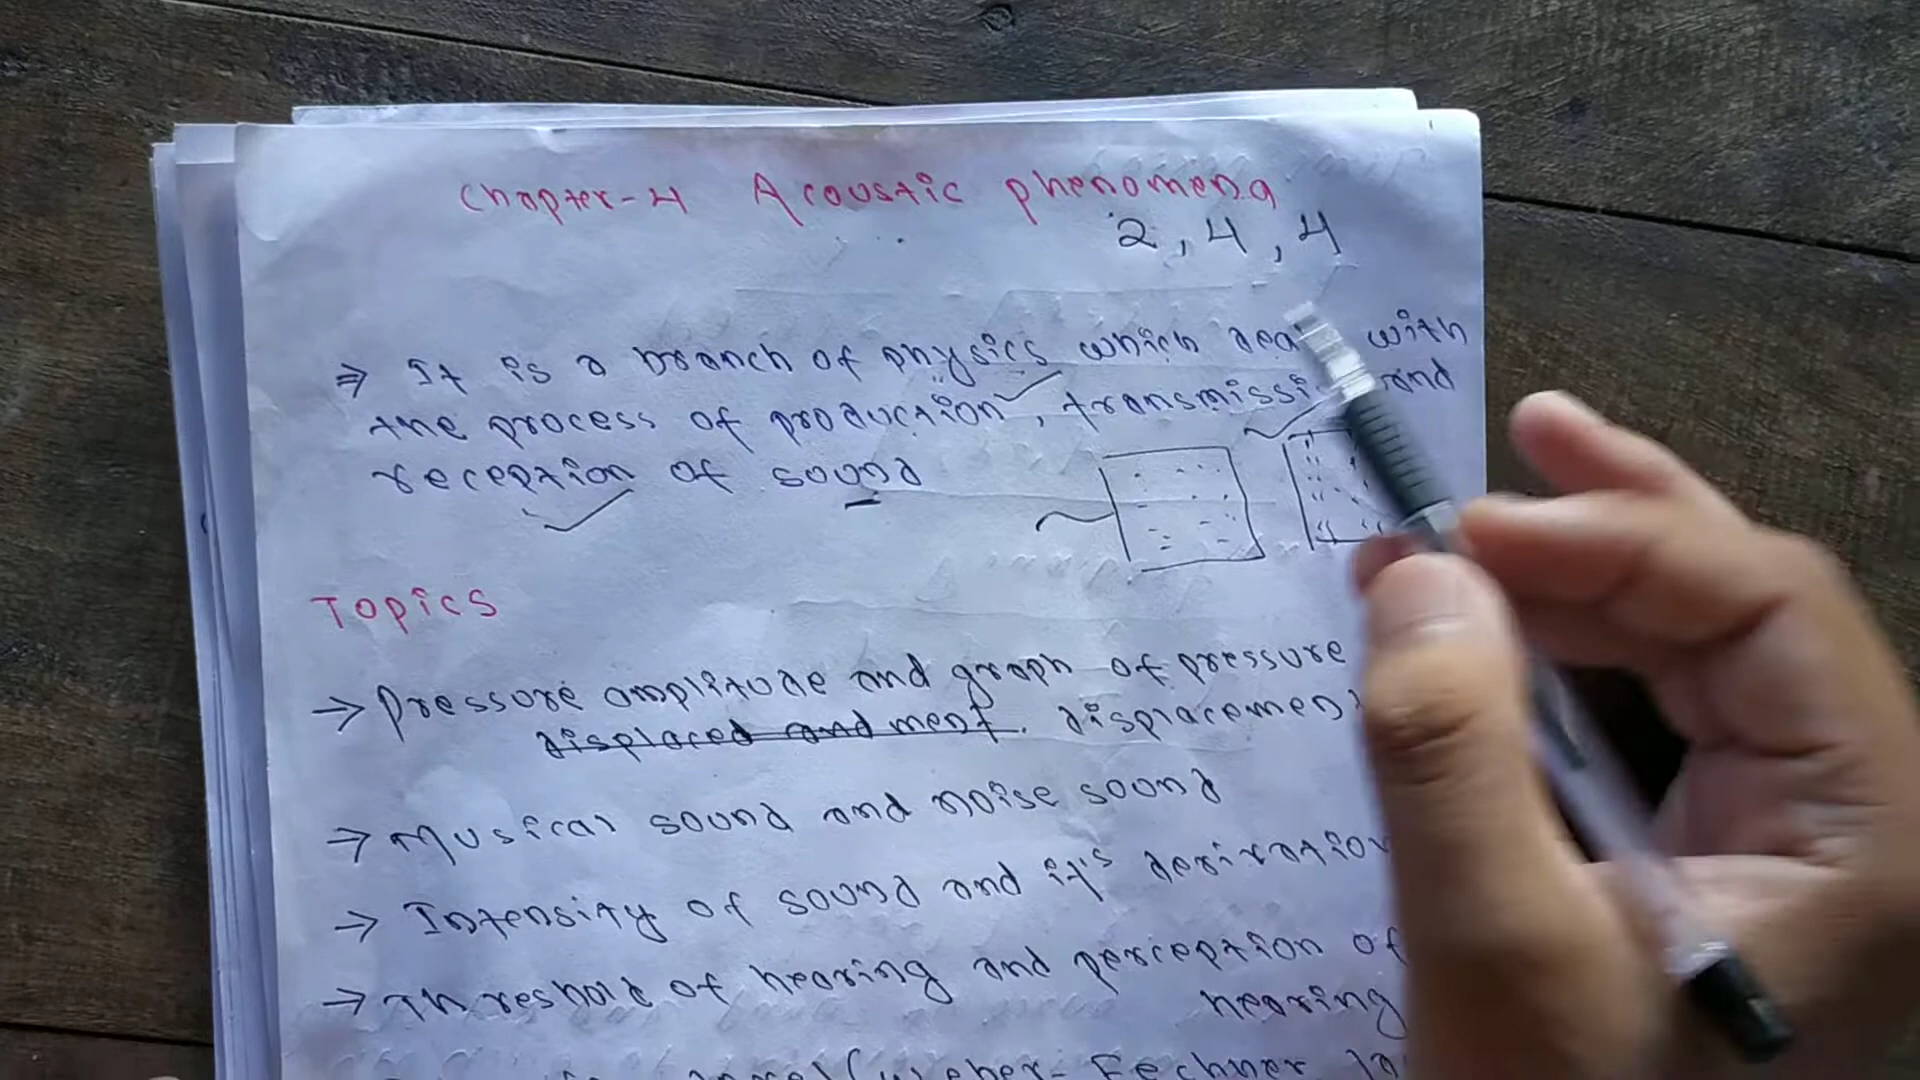 Chapter-4 Acoustic phenomena
2, 4, 4
⇒ It is a branch of physics which with
the process of production, and
reception of sound
Topics
→ Pressure amplitude and graph of pressure
displaced and ment. displacement
→ Musical sound and noise sound
→ Intensity of sound and it's derivation
→ Threshold of hearing and perception of
hearing
(Weber-Fechner